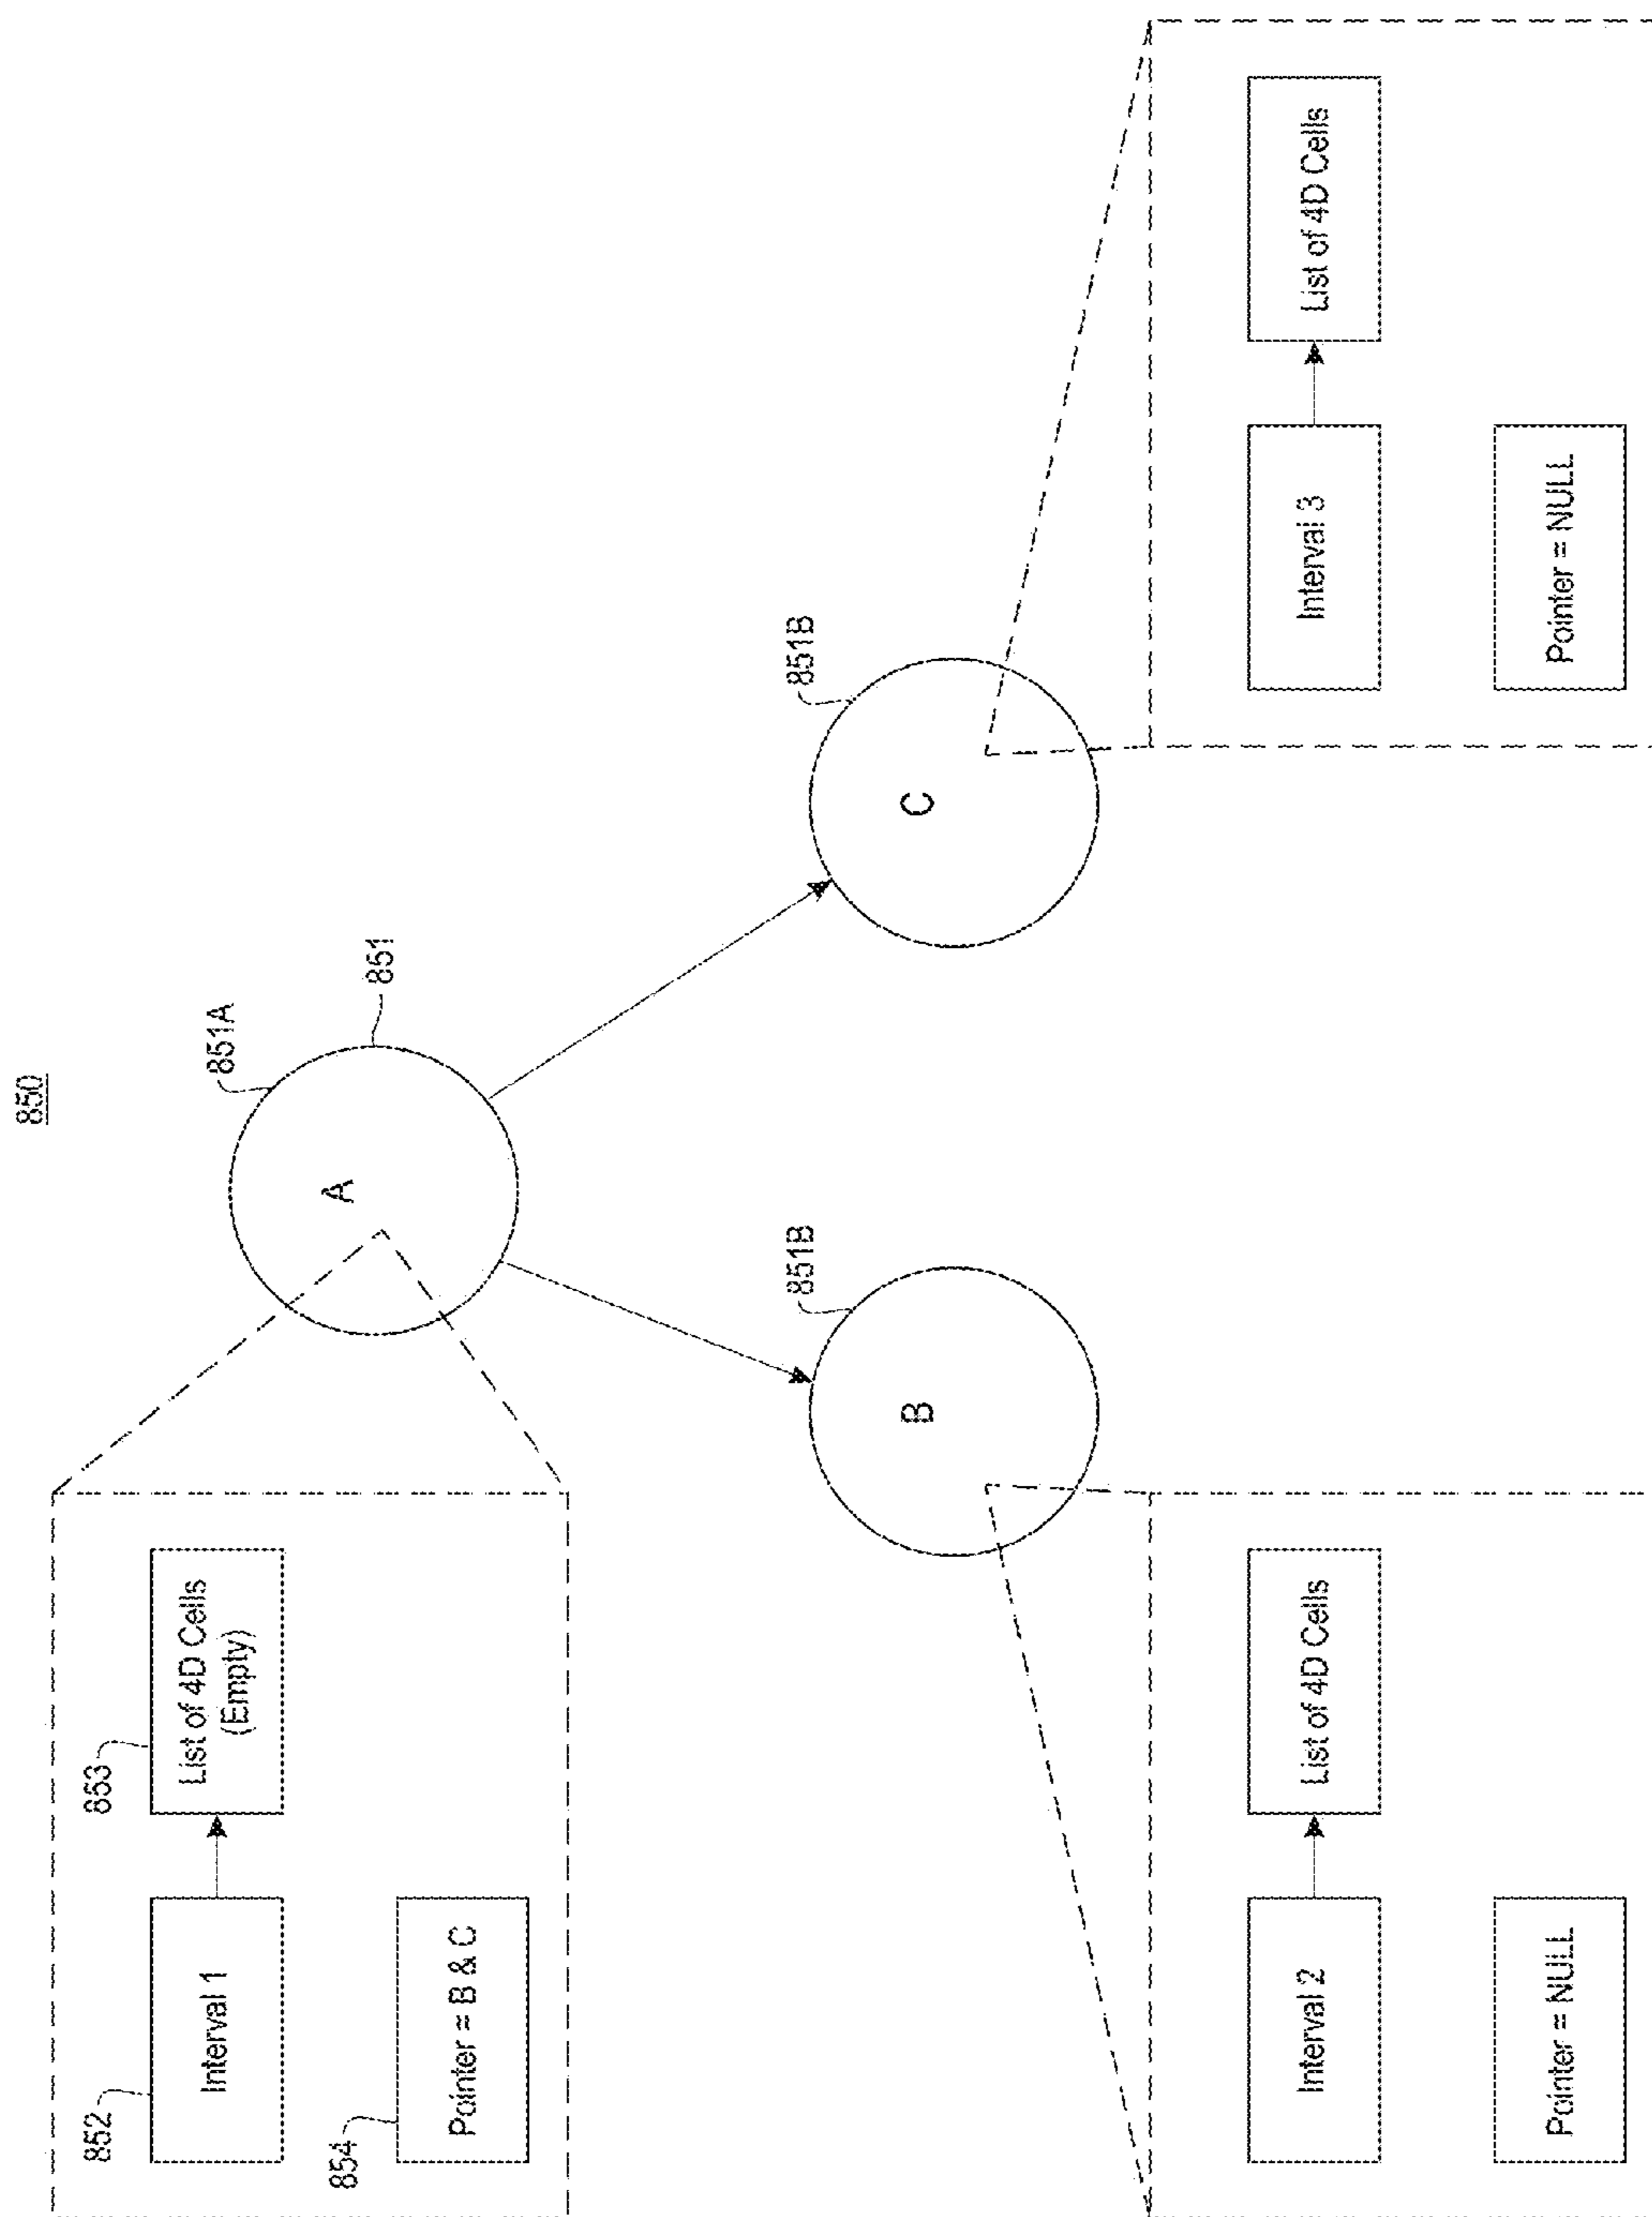 850
851A
851
A
852
Interval 1
853
List of 4D Cells
(Empty)
854
Pointer = B & C
851B
B
851B
C
Interval 2
List of 4D Cells
Pointer = NULL
Interval 3
List of 4D Cells
Pointer = NULL